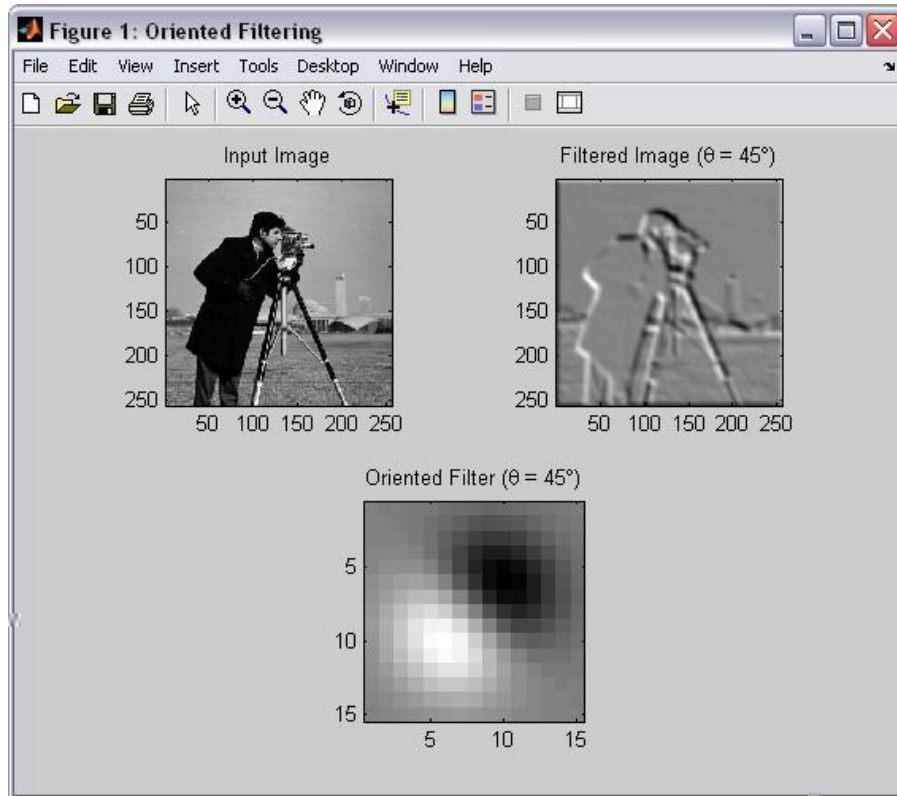 Figure 1: Oriented Filtering
File Edit View Insert Tools Desktop Window Help
Input Image
50
100
150
200
250
50 100 150 200 250
Filtered Image (θ = 45°)
50
100
150
200
250
50 100 150 200 250
Oriented Filter (θ = 45°)
5
10
15
5 10 15